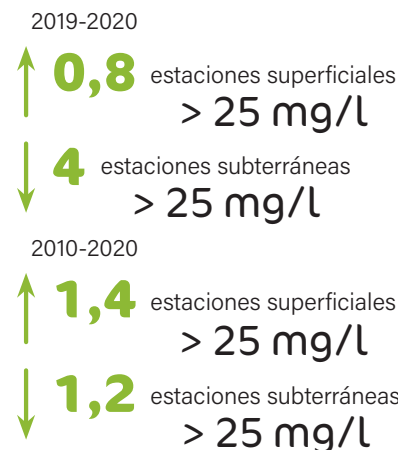 2019-2020
0,8 estaciones superficiales
> 25 mg/l
4 estaciones subterráneas
> 25 mg/l
2010-2020
1,4 estaciones superficiales
> 25 mg/l
1,2 estaciones subterráneas
> 25 mg/l